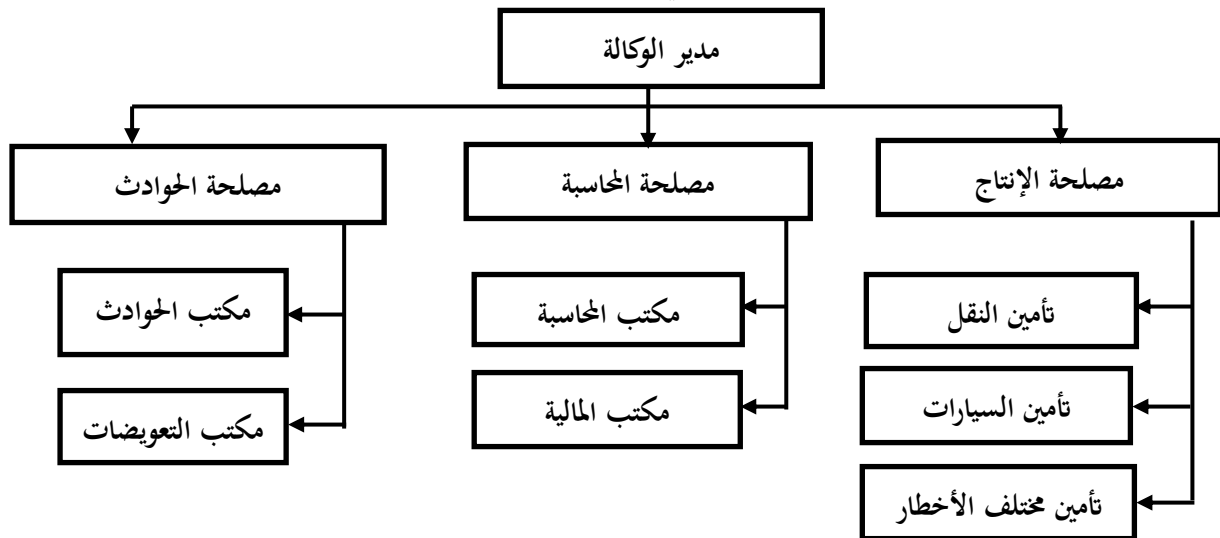 مدير الوكالة
مصلحة الإنتاج
مصلحة المحاسبة
مصلحة الحوادث
تأمين النقل
مكتب المحاسبة
مكتب الحوادث
تأمين السيارات
مكتب المالية
مكتب التعويضات
تأمين مختلف الأخطار